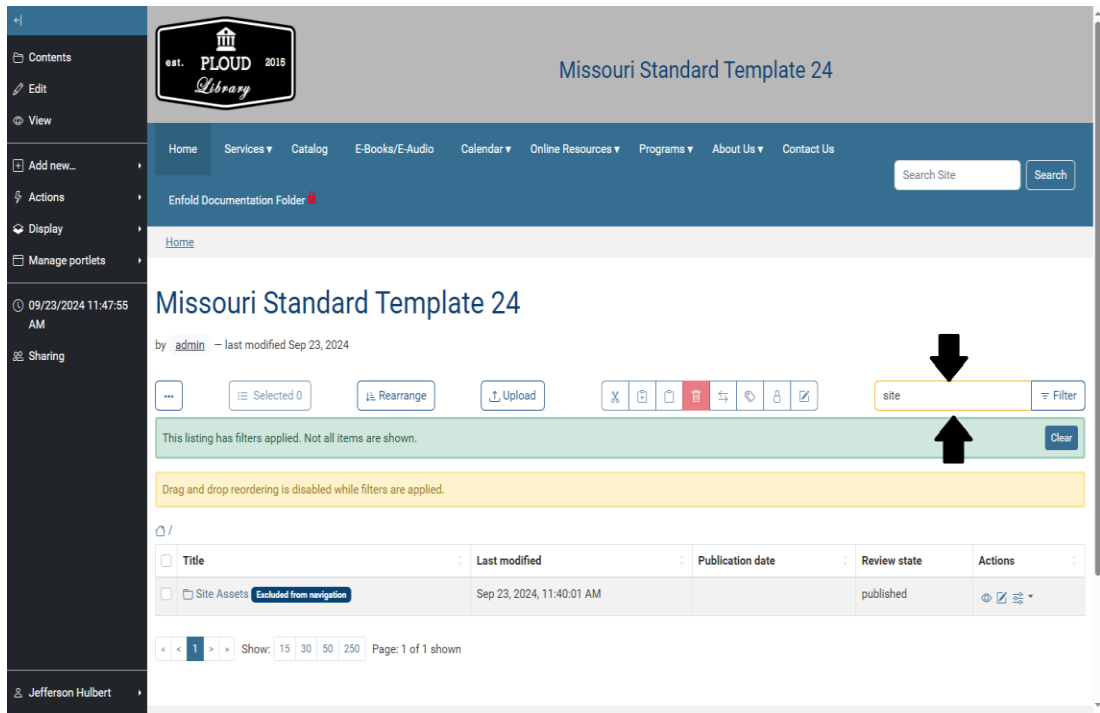 Contents
Edit
View
Add new...
Actions
Display
Manage portlets
09/23/2024 11:47:55
AM
Sharing
Jefferson Hulbert
est. PLOUD 2015
Library
Missouri Standard Template 24
Home Services ▾ Catalog E-Books/E-Audio Calendar ▾ Online Resources ▾ Programs ▾ About Us ▾ Contact Us
Enfold Documentation Folder
Search Site Search
Home
Missouri Standard Template 24
by admin — last modified Sep 23, 2024
... Selected 0 Rearrange Upload site Filter
This listing has filters applied. Not all items are shown. Clear
Drag and drop reordering is disabled while filters are applied.
/
Title Last modified Publication date Review state Actions
Site Assets Excluded from navigation Sep 23, 2024, 11:40:01 AM published
« < 1 > » Show: 15 30 50 250 Page: 1 of 1 shown